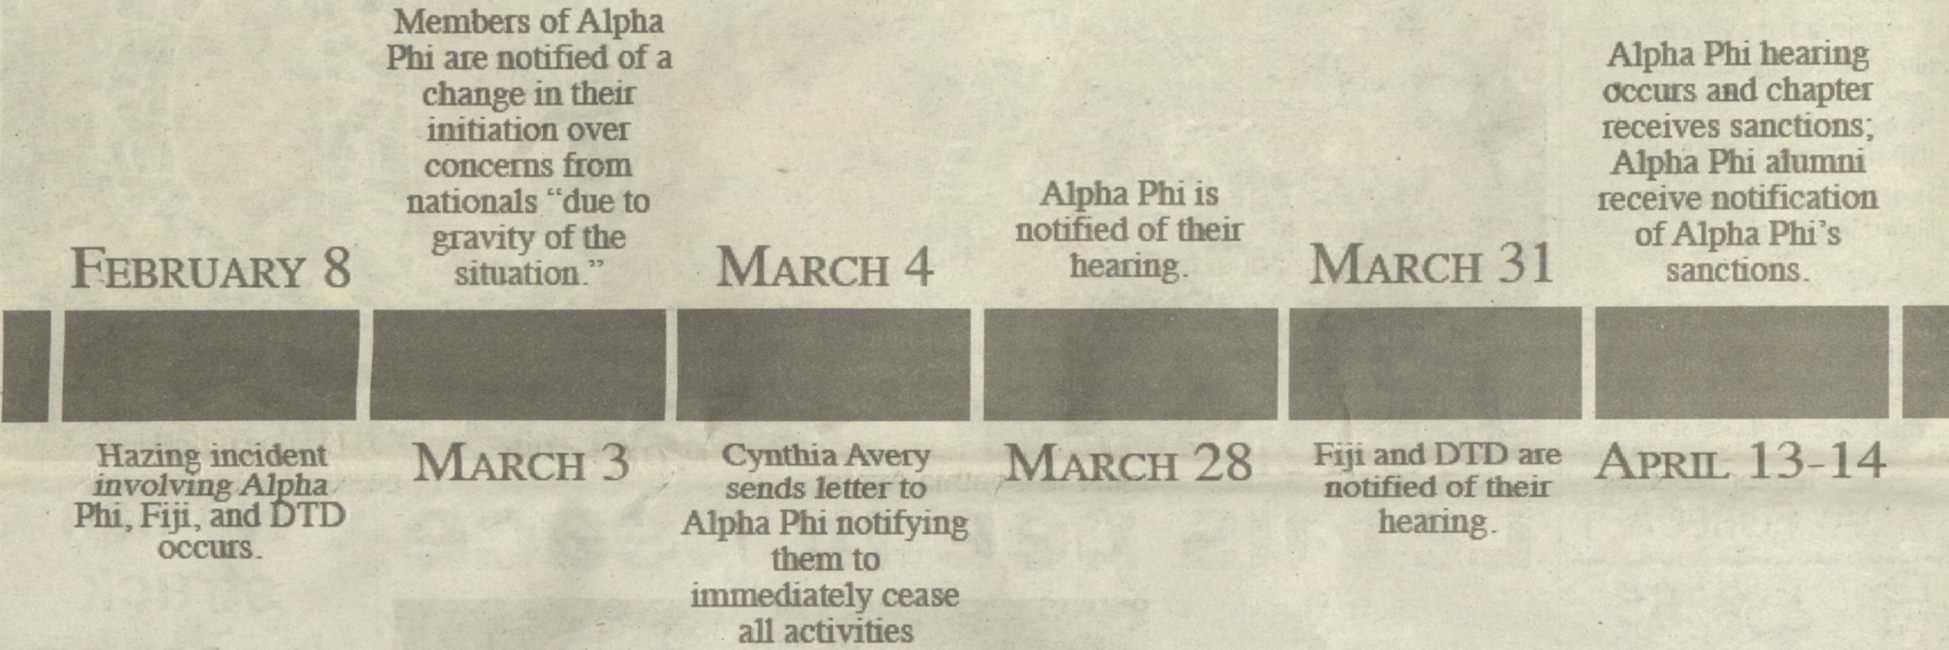 FEBRUARY 8
Hazing incident
involving Alpha
Phi, Fiji, and DTD
occurs.
Members of Alpha
Phi are notified of a
change in their
initiation over
concerns from
nationals “due to
gravity of the
situation.”
MARCH 3
MARCH 4
Cynthia Avery
sends letter to
Alpha Phi notifying
them to
immediately cease
all activities
Alpha Phi is
notified of their
hearing.
MARCH 28
MARCH 31
Fiji and DTD are
notified of their
hearing.
Alpha Phi hearing
occurs and chapter
receives sanctions;
Alpha Phi alumni
receive notification
of Alpha Phi’s
sanctions.
APRIL 13-14